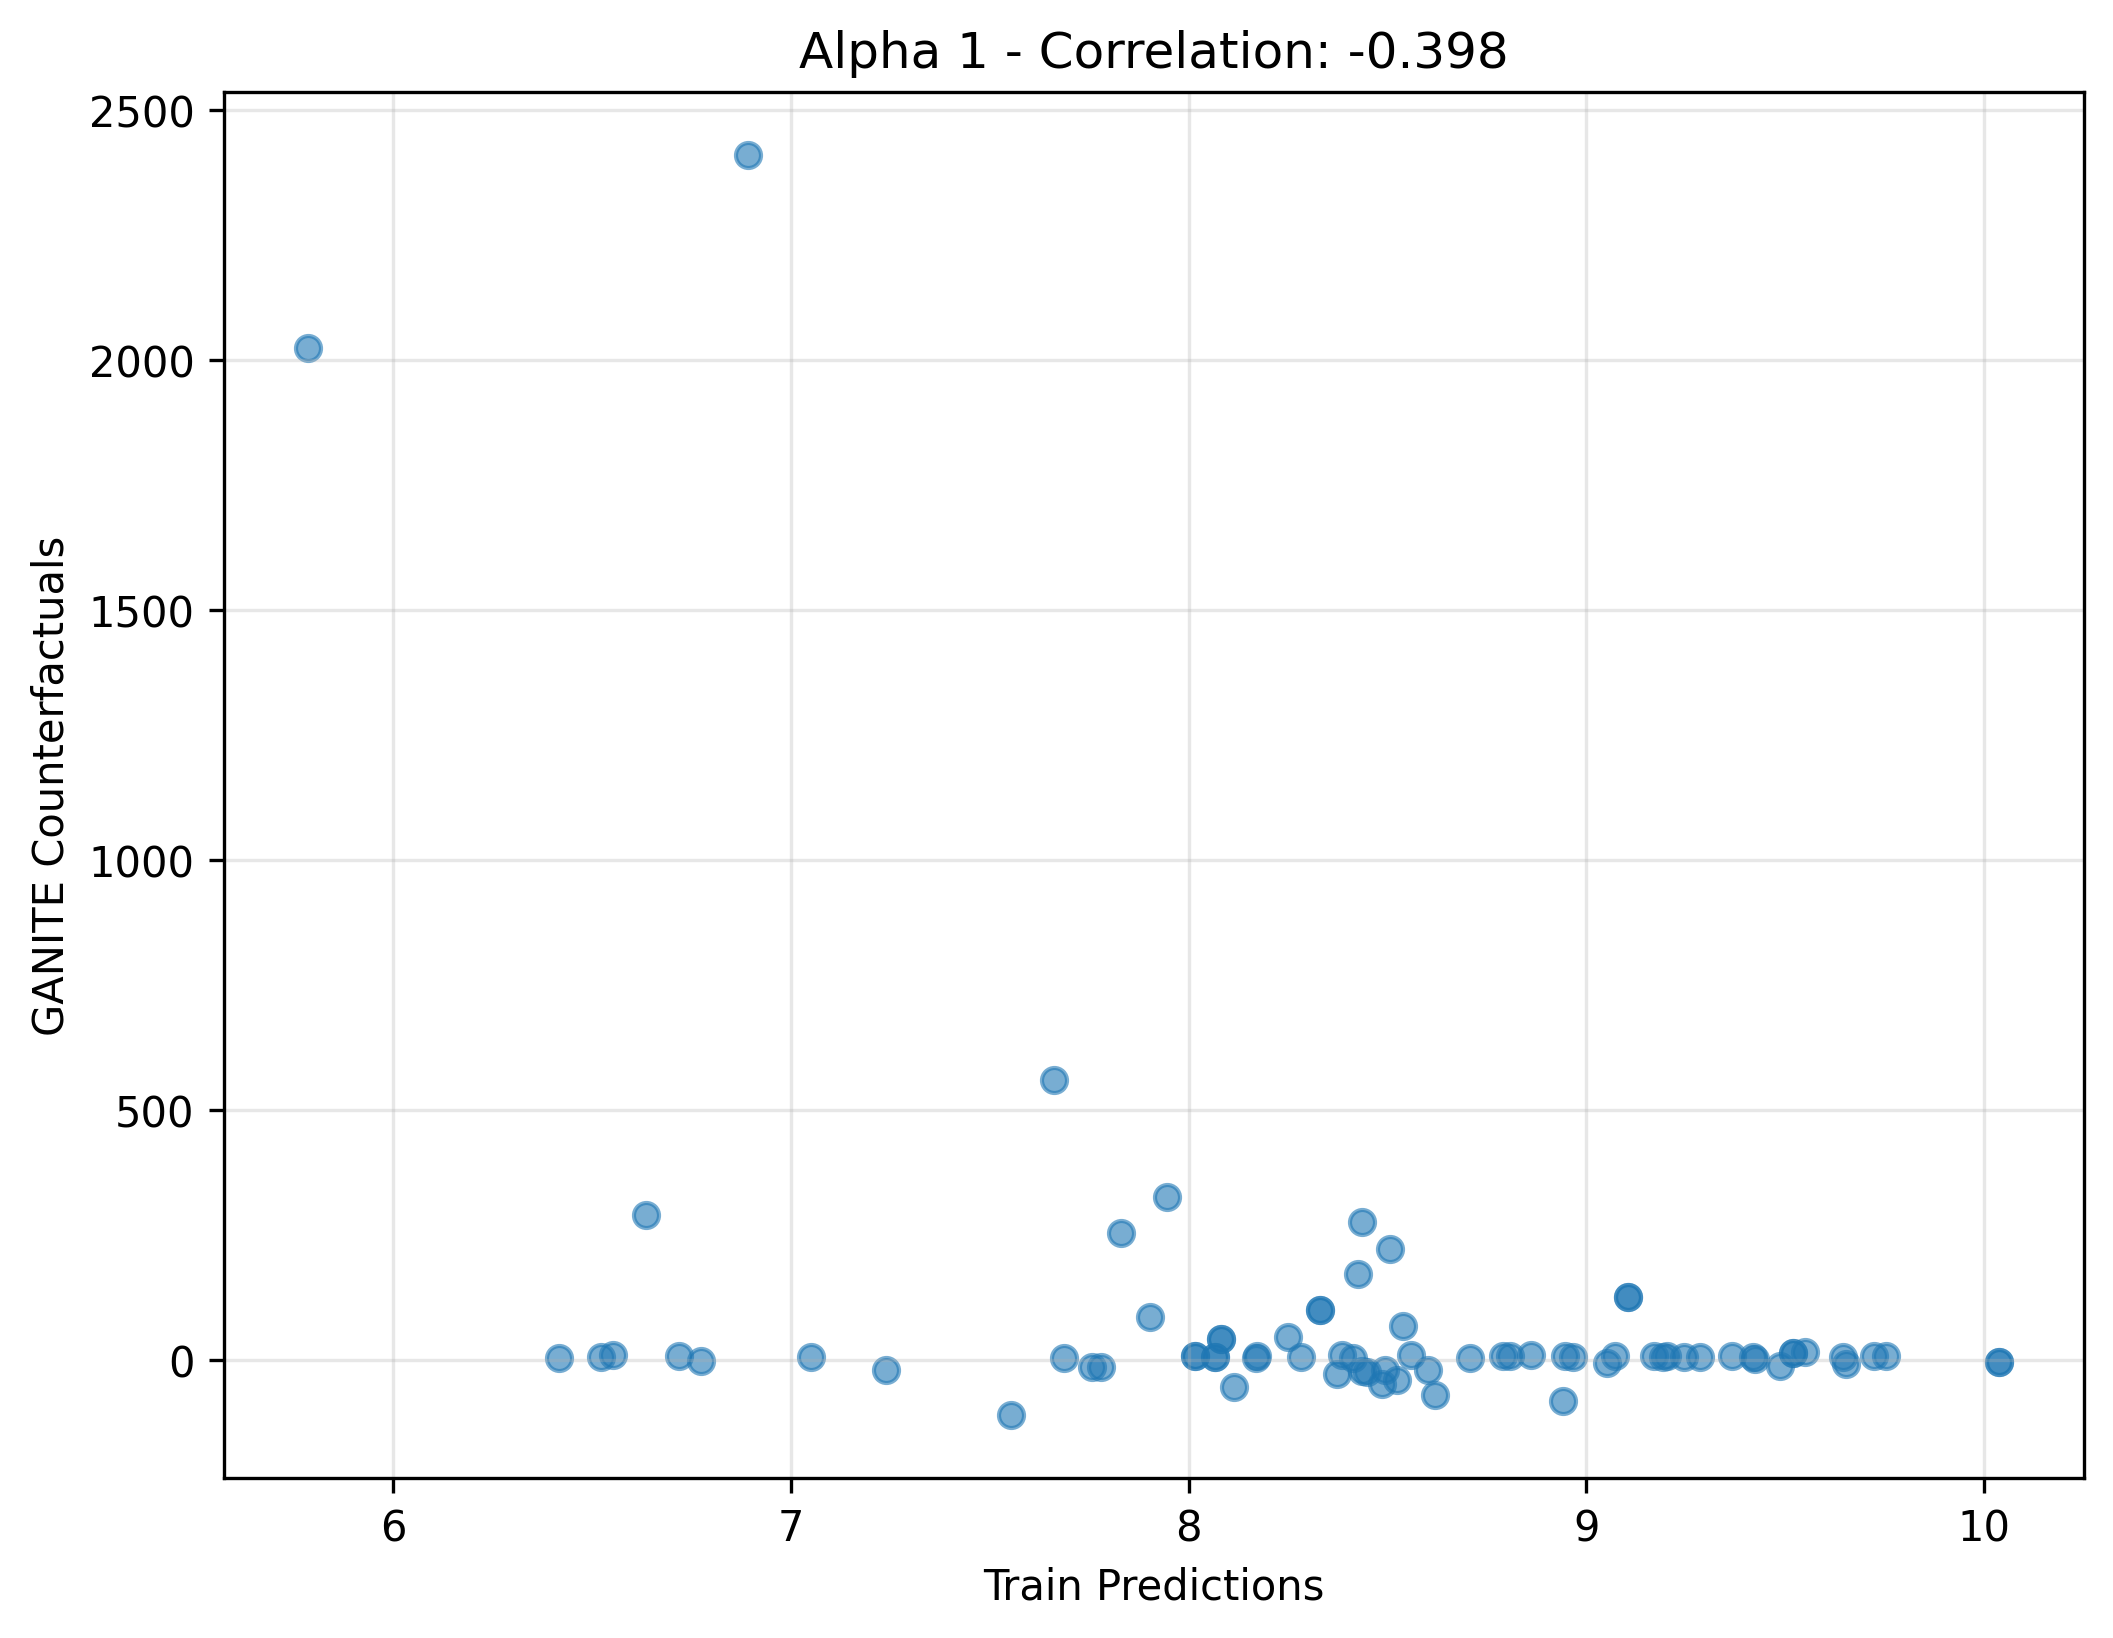 Alpha 1 - Correlation: -0.398
2500
2000
1500
1000
500
0
GANITE Counterfactuals
6 7 8 9 10
Train Predictions